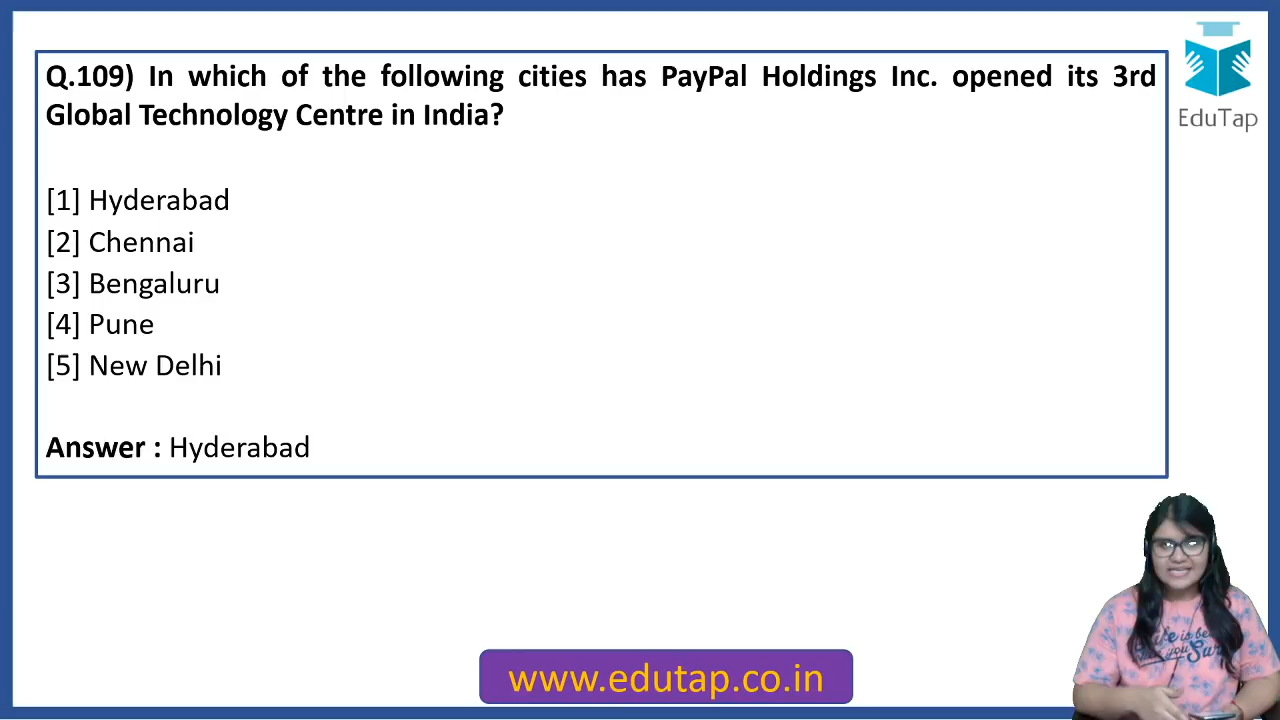 Q.109) In which of the following cities has PayPal Holdings Inc. opened its 3rd
Global Technology Centre in India?
[1] Hyderabad
[2] Chennai
[3] Bengaluru
[4] Pune
[5] New Delhi
Answer : Hyderabad
EduTap
www.edutap.co.in